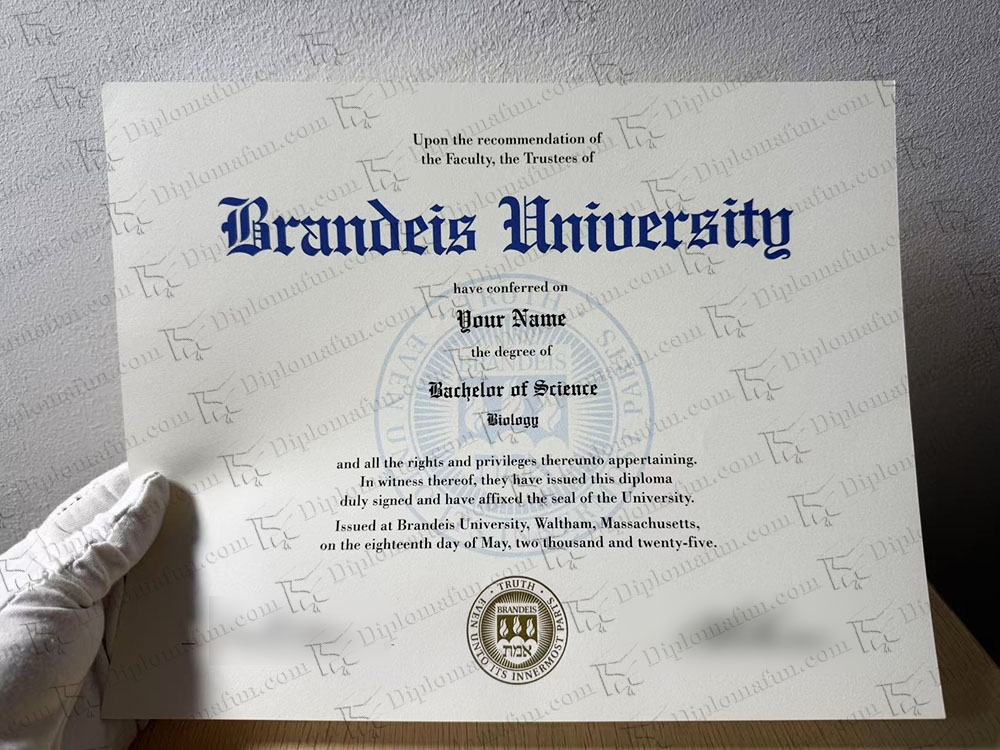 Upon the recommendation of
the Faculty, the Trustees of
Brandeis University
have conferred on
Your Name
the degree of
Bachelor of Science
Biology
and all the rights and privileges thereunto appertaining.
In witness thereof, they have issued this diploma
duly signed and have affixed the seal of the University.
Issued at Brandeis University, Waltham, Massachusetts,
on the eighteenth day of May, two thousand and twenty-five.
TRUTH
EVEN UNTO ITS INNERMOST PARTS
BRANDEIS
אמת
Diplomafun.com